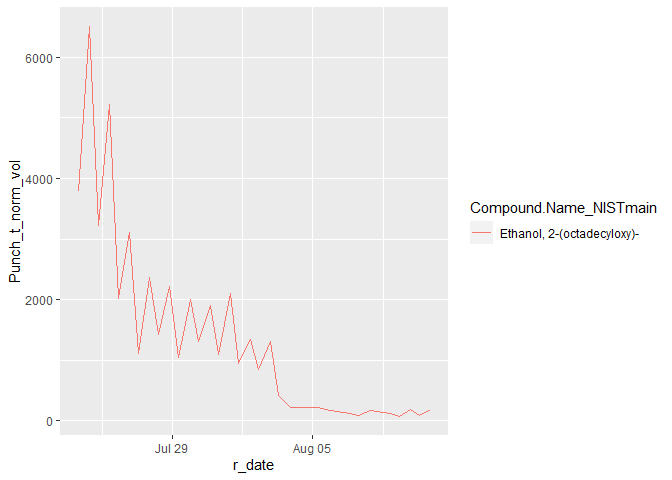 6000
4000
2000
0
Punch_t_norm_vol
Jul 29
Aug 05
r_date
Compound.Name_NISTmain
Ethanol, 2-(octadecyloxy)-